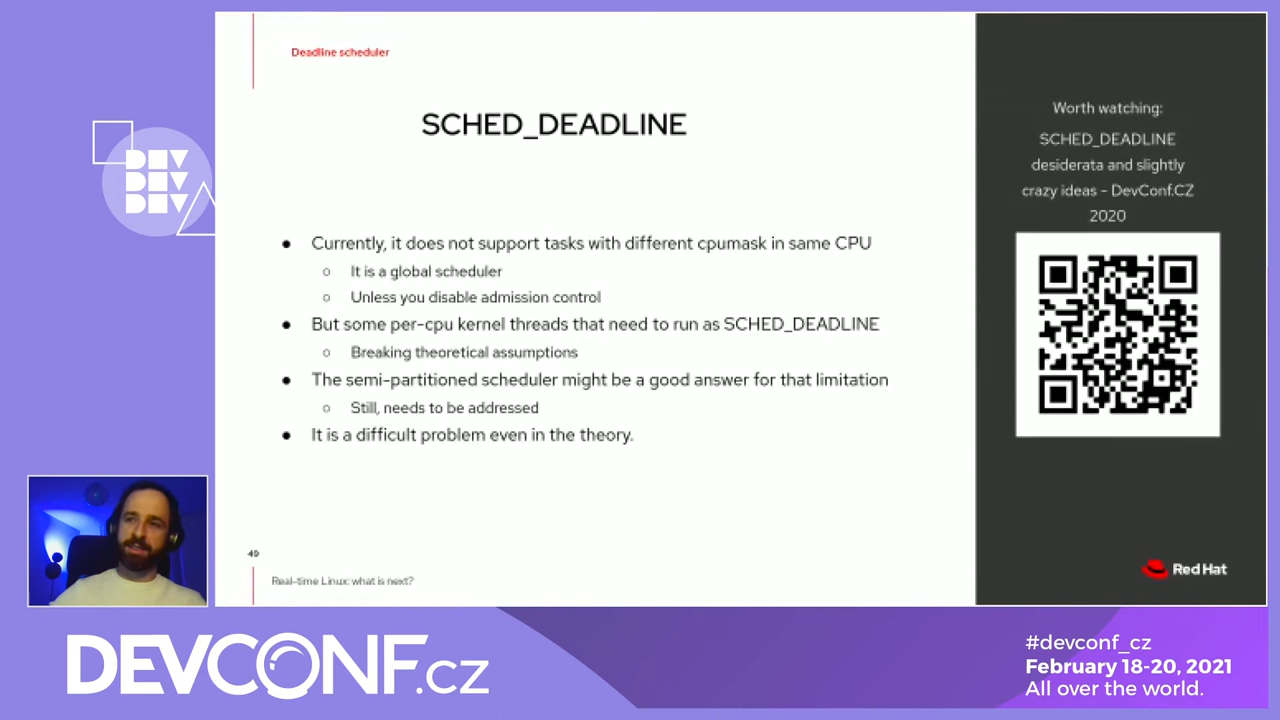 Deadline scheduler
SCHED_DEADLINE
● Currently, it does not support tasks with different cpumask in same CPU
○ It is a global scheduler
○ Unless you disable admission control
● But some per-cpu kernel threads that need to run as SCHED_DEADLINE
○ Breaking theoretical assumptions
● The semi-partitioned scheduler might be a good answer for that limitation
○ Still, needs to be addressed
● It is a difficult problem even in the theory.
49
Real-time Linux: what is next?
Worth watching:
SCHED_DEADLINE
desiderata and slightly
crazy ideas - DevConf.CZ
2020
Red Hat
DEV
DEV
DEV
DEVCONF.cz
#devconf_cz
February 18-20, 2021
All over the world.